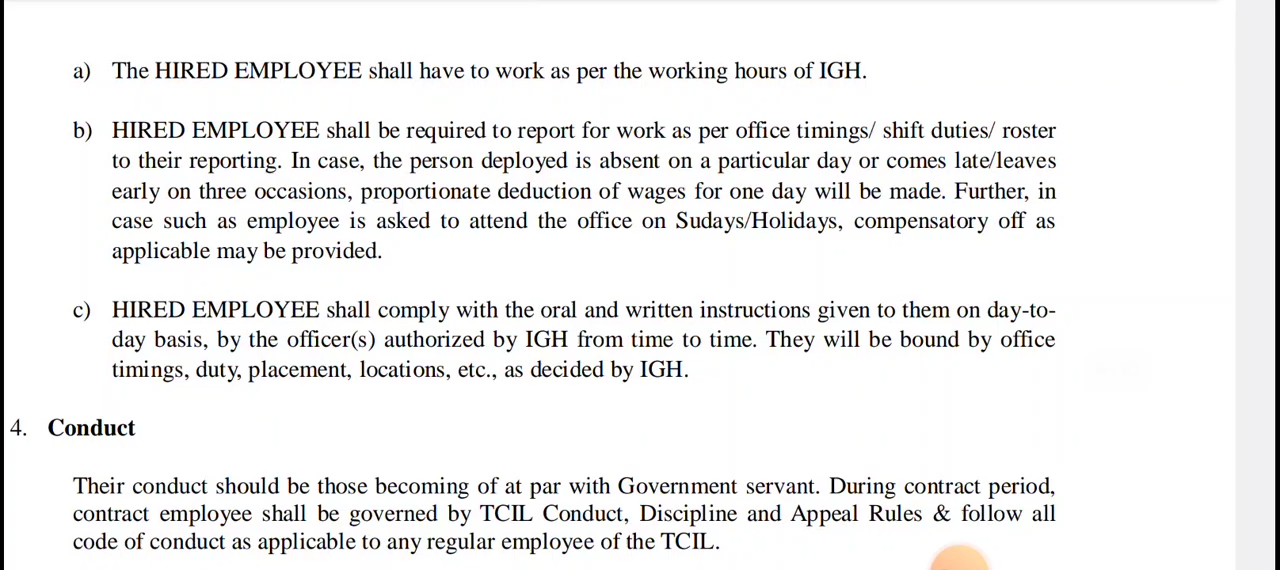 a) The HIRED EMPLOYEE shall have to work as per the working hours of IGH.
b) HIRED EMPLOYEE shall be required to report for work as per office timings/ shift duties/ roster
to their reporting. In case, the person deployed is absent on a particular day or comes late/leaves
early on three occasions, proportionate deduction of wages for one day will be made. Further, in
case such as employee is asked to attend the office on Sudays/Holidays, compensatory off as
applicable may be provided.
c) HIRED EMPLOYEE shall comply with the oral and written instructions given to them on day-to-
day basis, by the officer(s) authorized by IGH from time to time. They will be bound by office
timings, duty, placement, locations, etc., as decided by IGH.
4. Conduct
Their conduct should be those becoming of at par with Government servant. During contract period,
contract employee shall be governed by TCIL Conduct, Discipline and Appeal Rules & follow all
code of conduct as applicable to any regular employee of the TCIL.